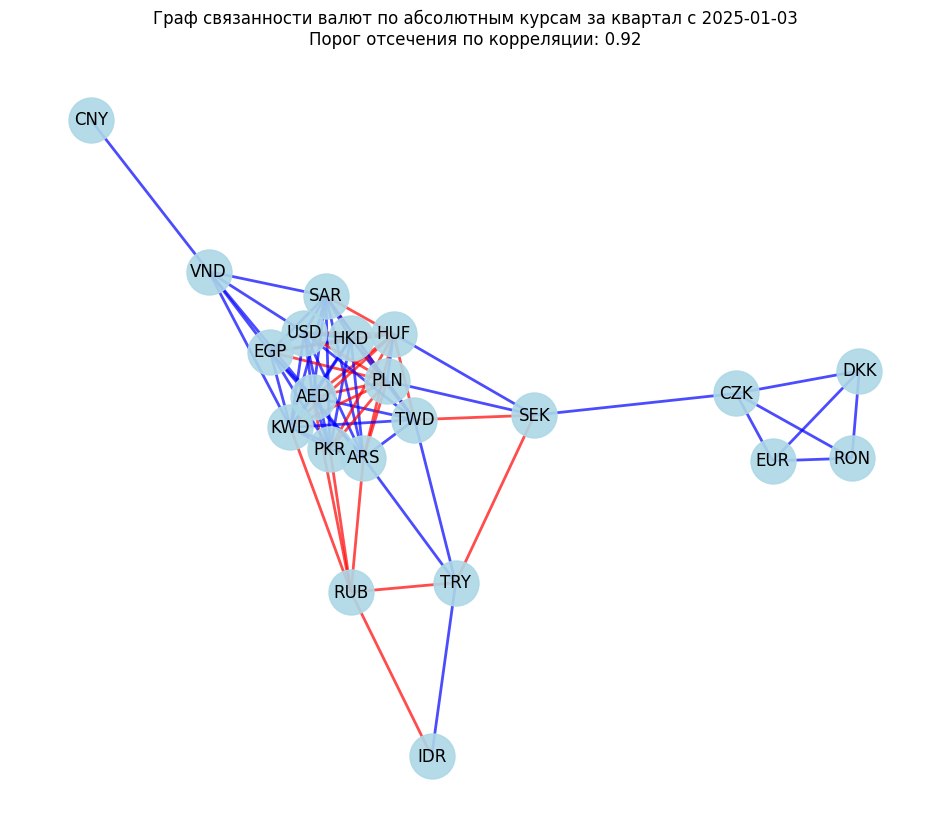 Граф связанности валют по абсолютным курсам за квартал с 2025-01-03
Порог отсечения по корреляции: 0.92
CNY
VND
SAR
USD
HKD
HUF
EGP
DKK
PLN
CZK
AED
SEK
TWD
KWD
PKR
ARS
EUR
RON
TRY
RUB
IDR